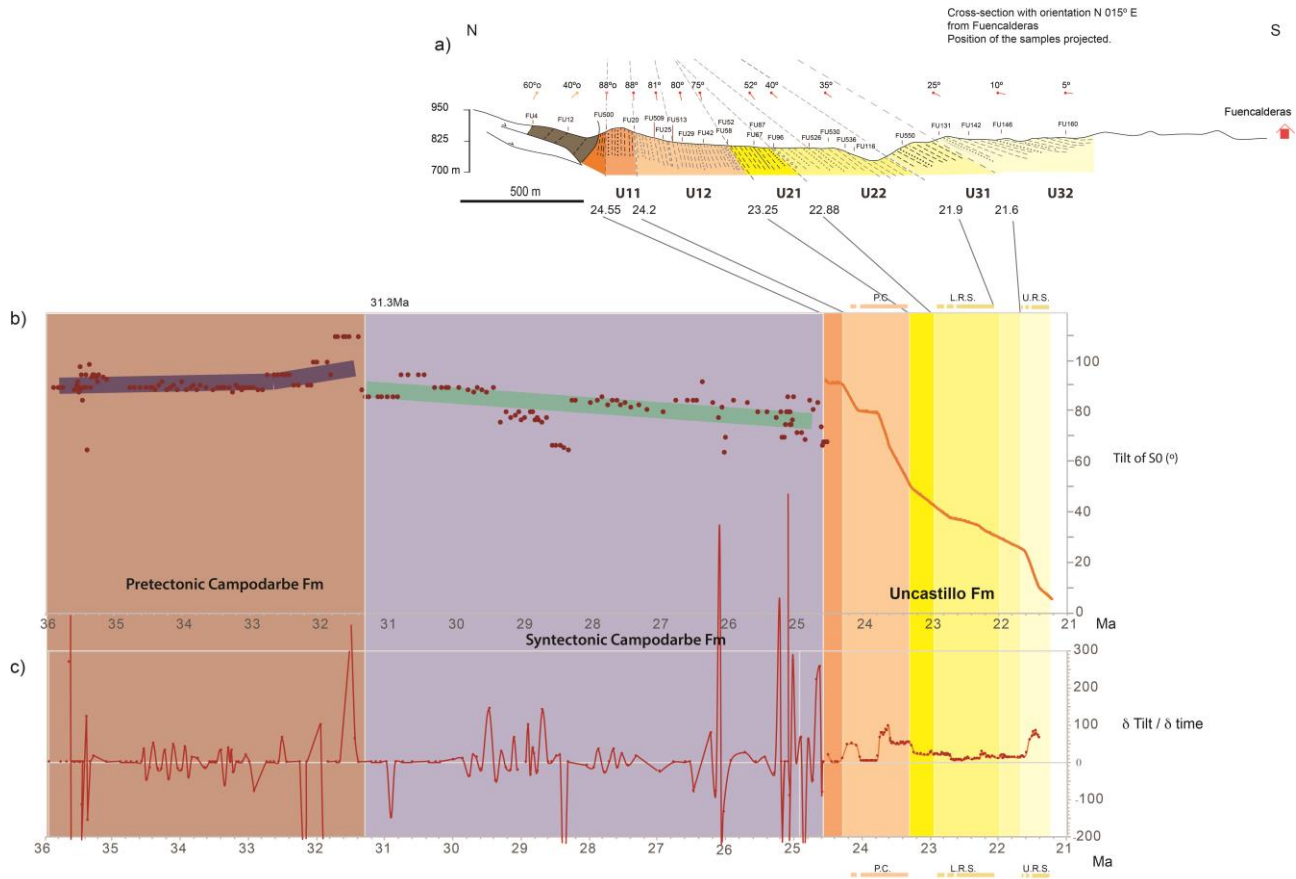 Cross-section with orientation N 015º E
from Fuencalderas
Position of the samples projected.
N
S
a)
60ºo 40ºo 88ºo 88º 81º 80º 75º 52º 40º 35º 25º 10º 5º
950
825
700 m
FU4 FU12 FU500 FU20 FU509 FU513 FU25 FU29 FU42 FU52 FU58 FU87 FU67 FU96 FU526 FU530 FU536 FU116 FU550 FU131 FU142 FU146 FU160
Fuencalderas
500 m
U11 U12 U21 U22 U31 U32
24.55 24.2 23.25 22.88 21.9 21.6
b)
31.3Ma
P.C. L.R.S. U.R.S.
100
80
60
40
20
0
Tilt of S0 (º)
Pretectonic Campodarbe Fm
Syntectonic Campodarbe Fm
Uncastillo Fm
36 35 34 33 32 31 30 29 28 27 26 25 24 23 22 21 Ma
c)
300
200
100
0
-100
-200
δ Tilt / δ time
36 35 34 33 32 31 30 29 28 27 26 25 24 23 22 21
Ma
P.C. L.R.S. U.R.S.